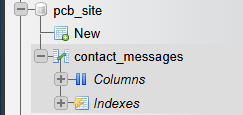 pcb_site
New
contact_messages
Columns
Indexes